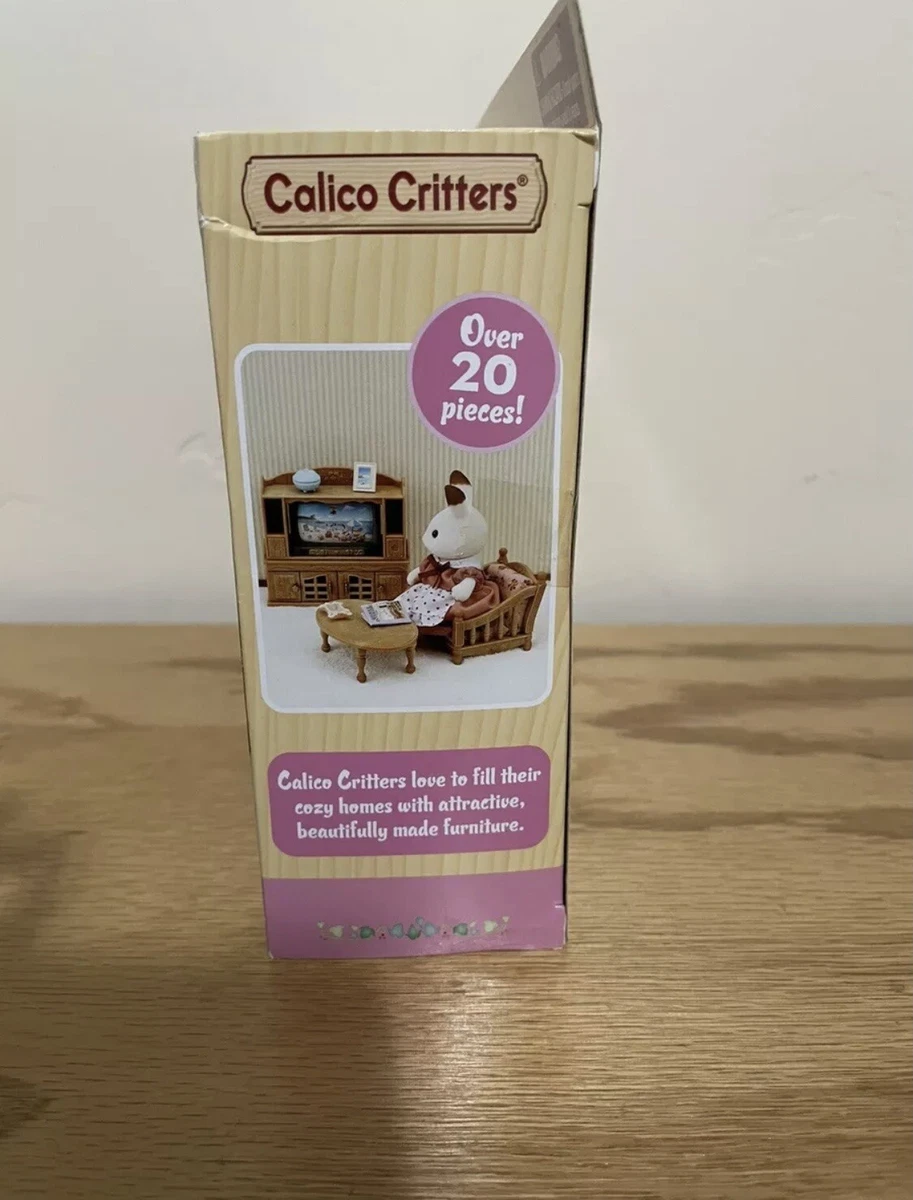 Calico Critters®
Over
20
pieces!
Calico Critters love to fill their
cozy homes with attractive,
beautifully made furniture.